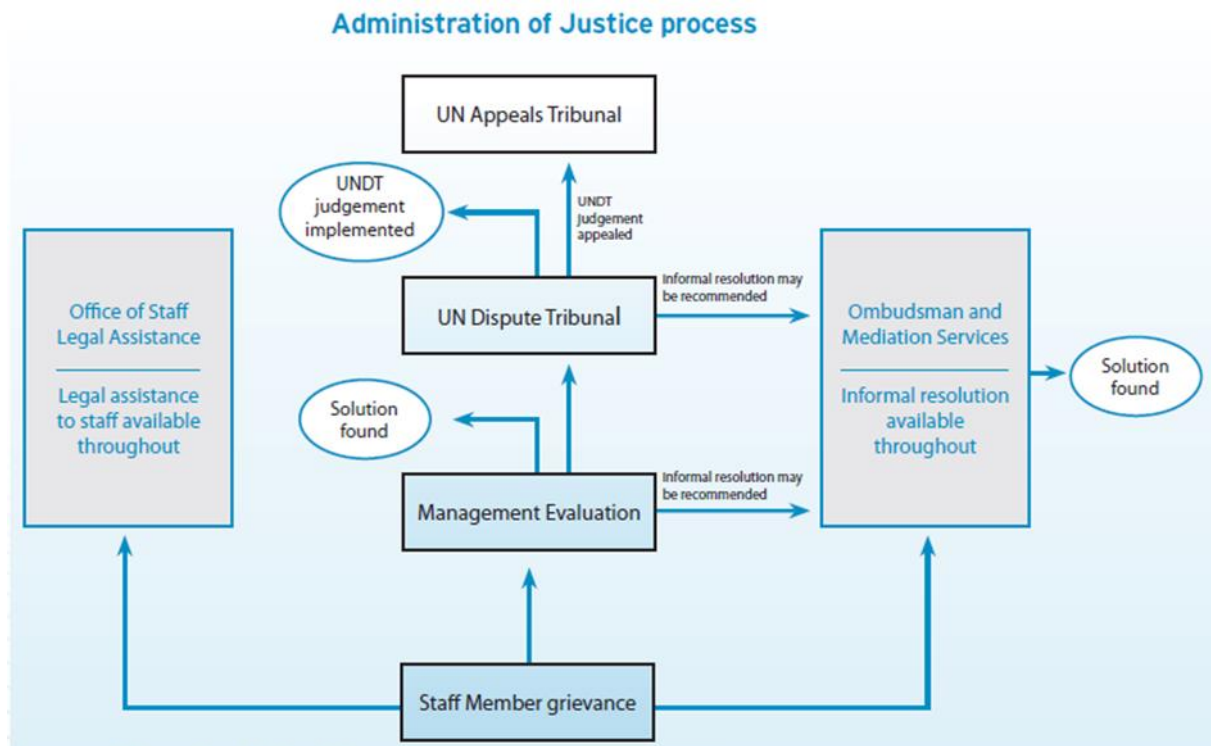 Administration of Justice process
UN Appeals Tribunal
UNDT
judgement
implemented
UNDT
judgement
appealed
Office of Staff
Legal Assistance
Legal assistance
to staff available
throughout
UN Dispute Tribunal
Informal resolution may
be recommended
Ombudsman and
Mediation Services
Informal resolution
available
throughout
Solution
found
Solution
found
Management Evaluation
Informal resolution may
be recommended
Staff Member grievance